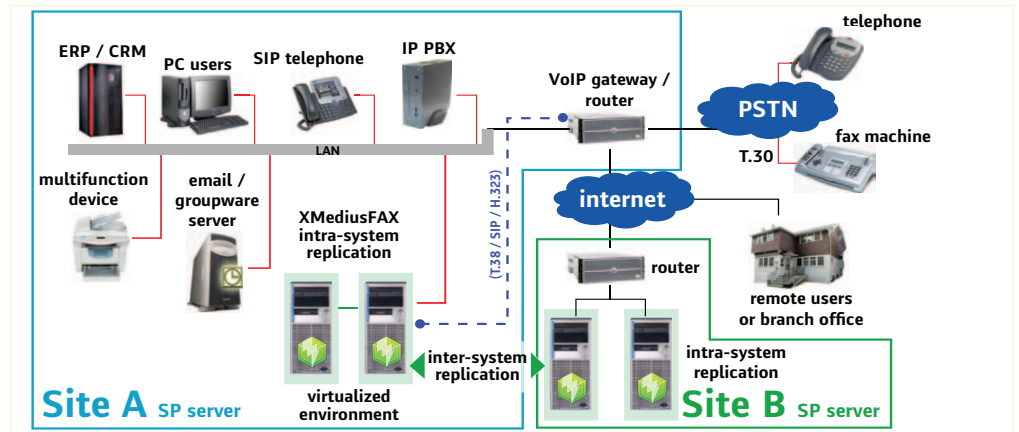 ERP / CRM
PC users
SIP telephone
IP PBX
VoIP gateway /
router
telephone
PSTN
fax machine
T.30
LAN
multifunction
device
email /
groupware
server
XMediusFAX
intra-system
replication
(T.38 / SIP / H.323)
internet
router
remote users
or branch office
inter-system
replication
intra-system
replication
virtualized
environment
Site A SP server
Site B SP server